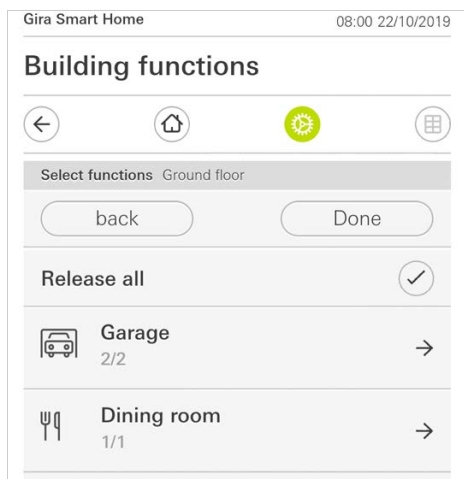 Gira Smart Home 08:00 22/10/2019
Building functions
Select functions Ground floor
back Done
Release all
Garage
2/2
Dining room
1/1